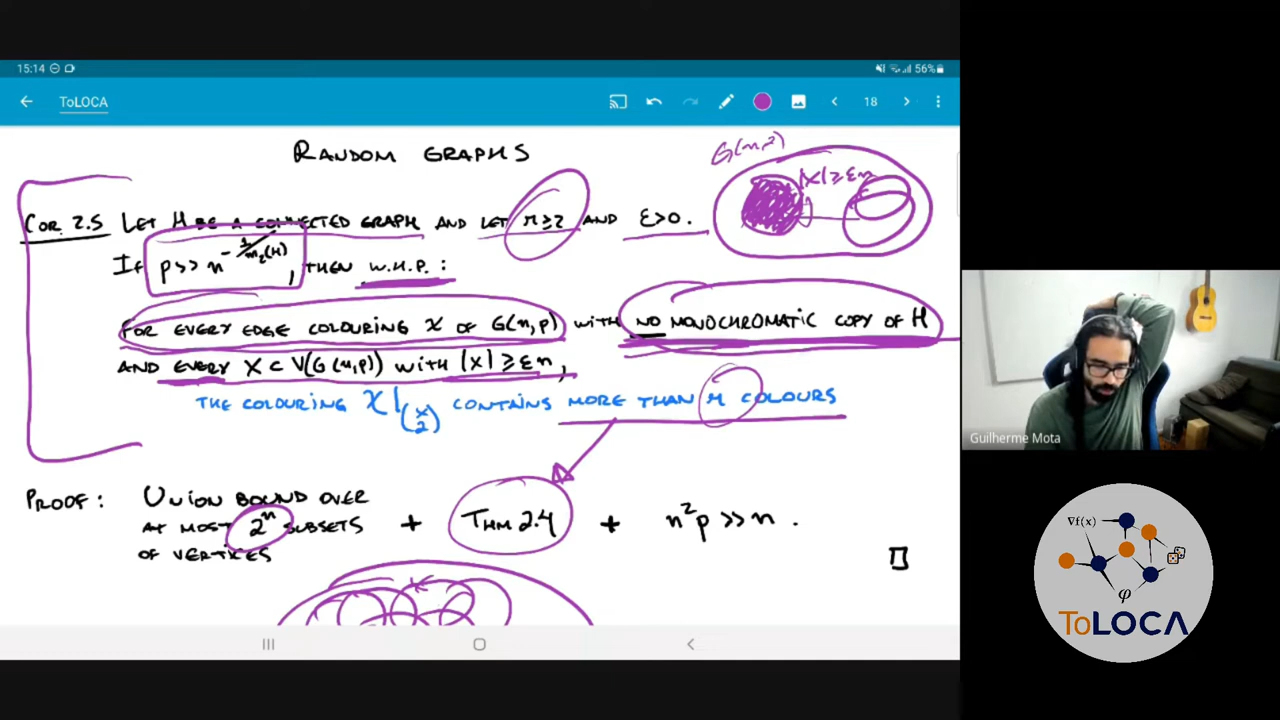 15:14
56%
ToLOCA
18
RANDOM GRAPHS
G(n,p)
|X| ≥ εn
COR 2.5 LET H BE A CONNECTED GRAPH AND LET r ≥ 2 AND ε > 0.
IF p >> n^{-1/m_2(H)}, THEN W.H.P.:
FOR EVERY EDGE COLOURING χ OF G(n,p) WITH NO MONOCHROMATIC COPY OF H
AND EVERY X ⊂ V(G(n,p)) WITH |X| ≥ εn,
THE COLOURING χ|_{(X 2)} CONTAINS MORE THAN r COLOURS
PROOF: UNION BOUND OVER
AT MOST 2^n SUBSETS + THM 2.4 + n²p >> n.
OF VERTICES
Guilherme Mota
∇f(x)
φ
ToLOCA